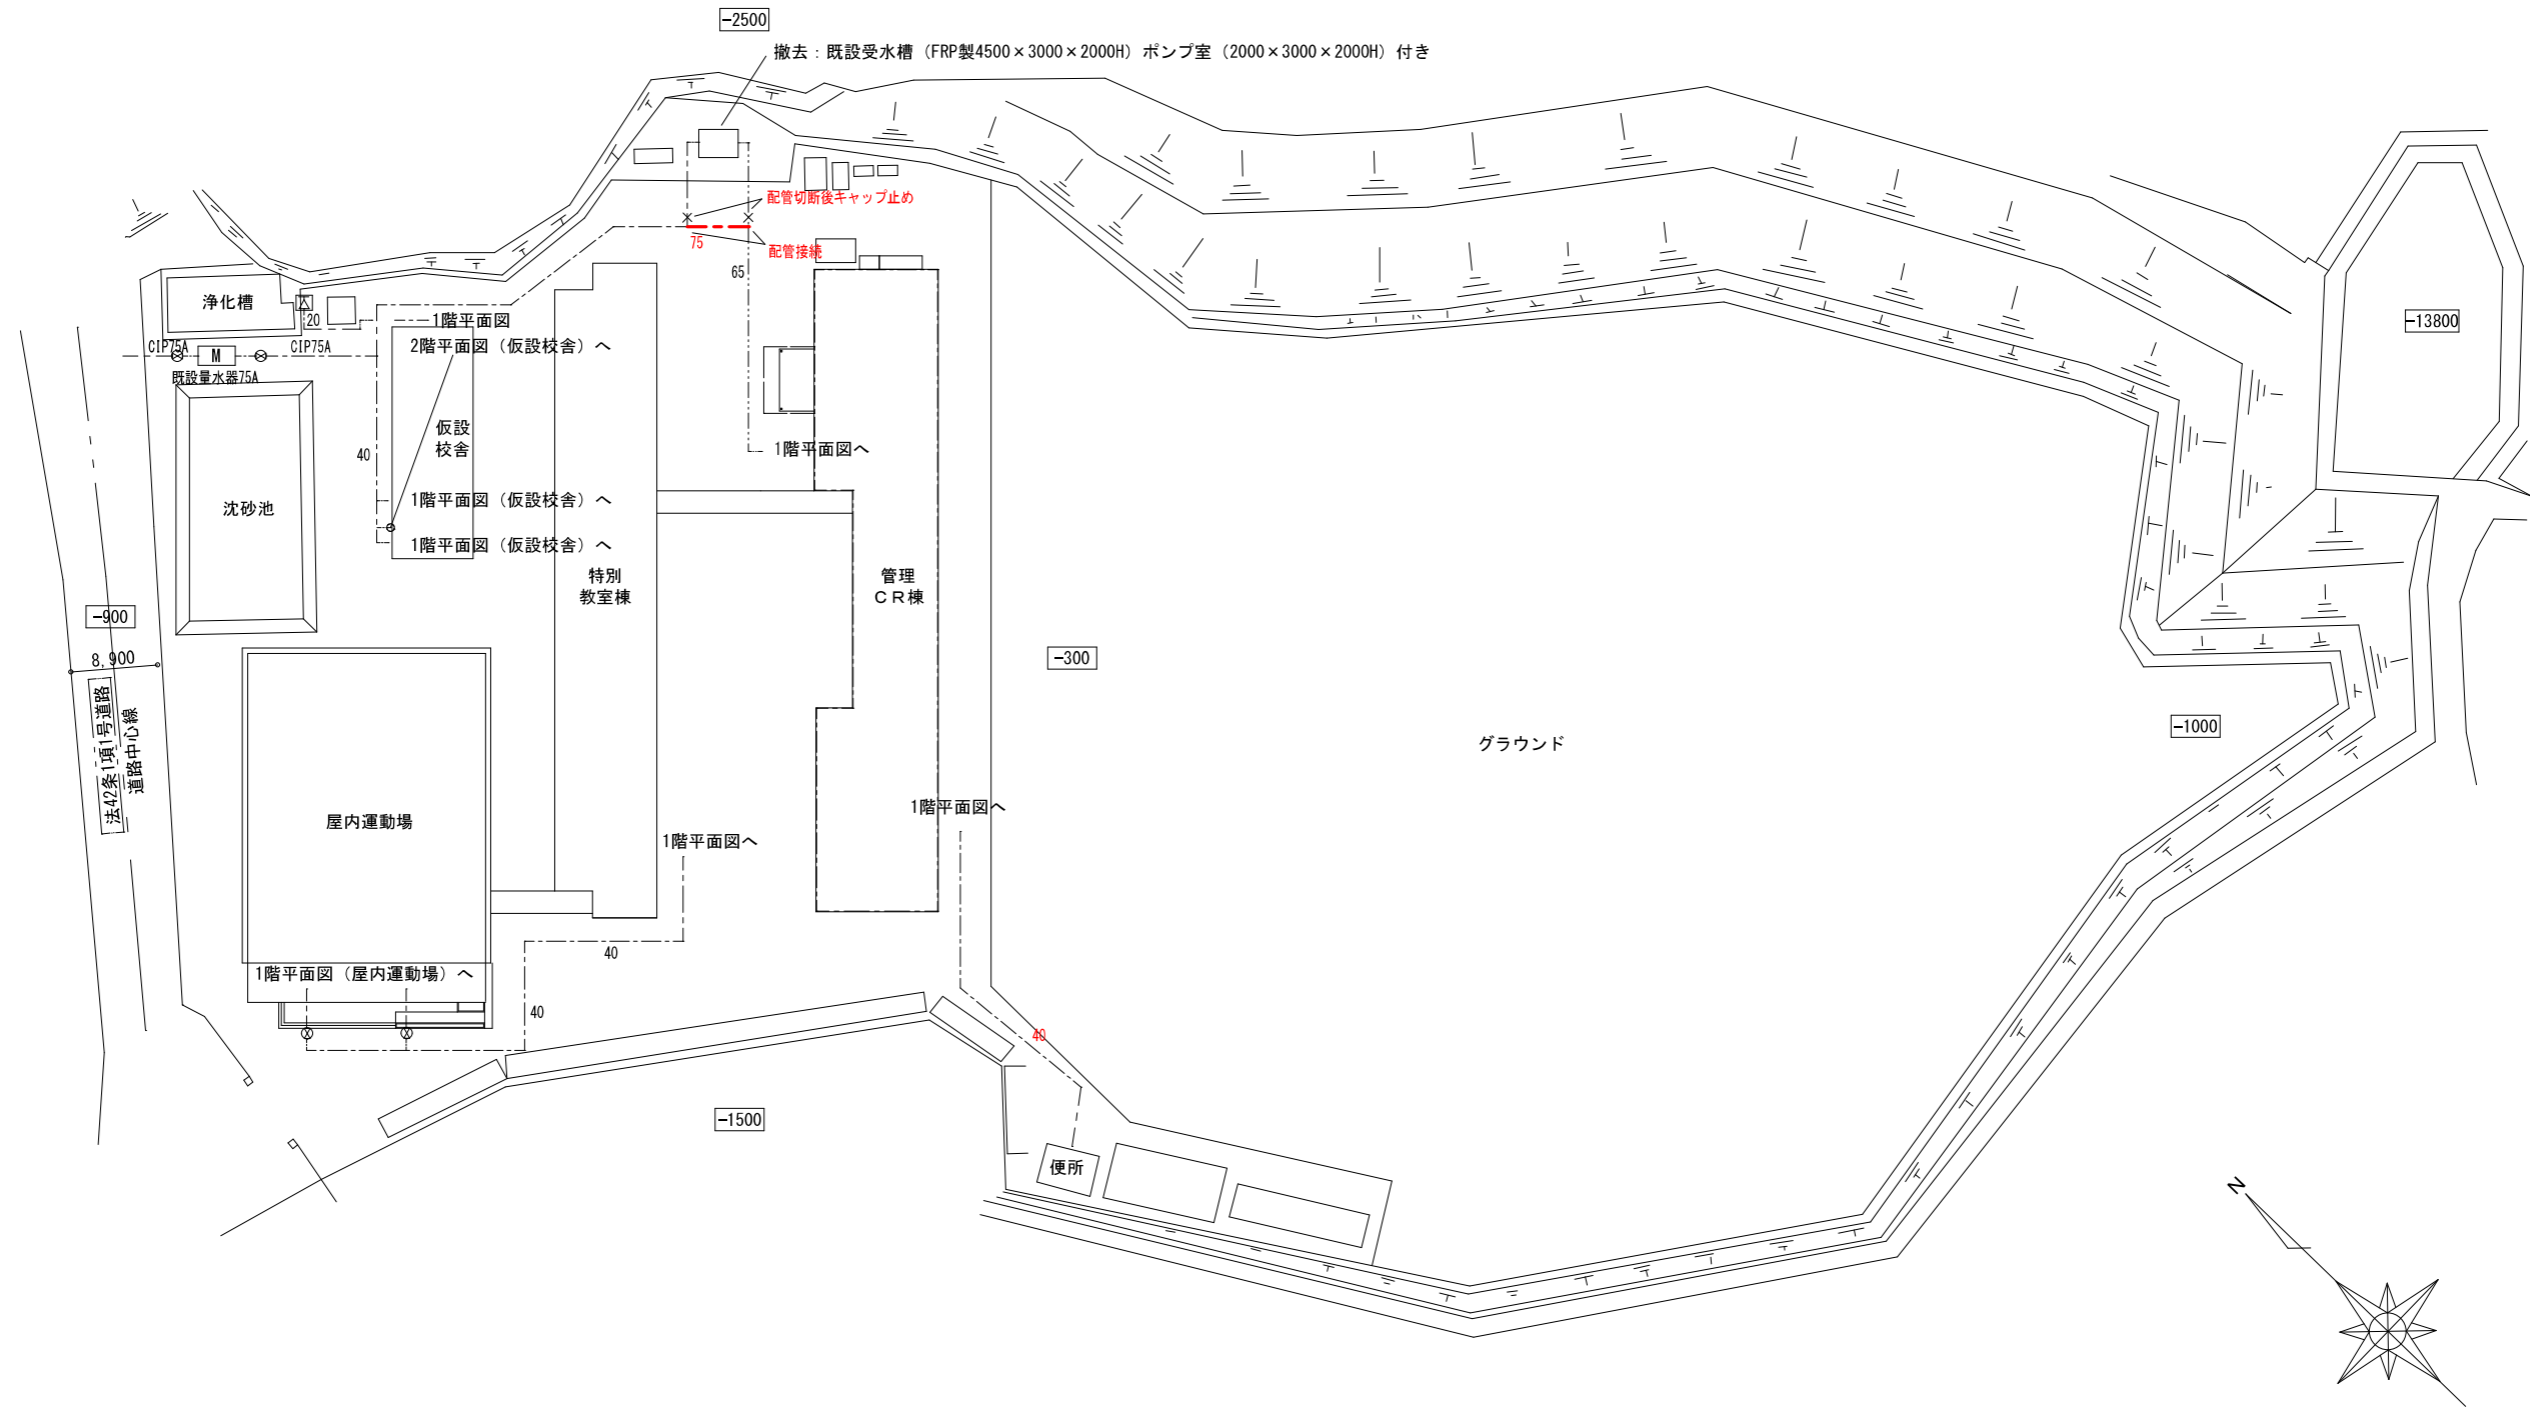 -2500
撤去：既設受水槽（FRP製4500×3000×2000H）ポンプ室（2000×3000×2000H）付き
配管切断後キャップ止め
75
配管接続
65
浄化槽
20
1階平面図
-13800
CIP75A
M
CIP75A
2階平面図（仮設校舎）へ
既設量水器75A
仮設
校舎
40
1階平面図へ
1階平面図（仮設校舎）へ
沈砂池
1階平面図（仮設校舎）へ
特別
教室棟
管理
ＣＲ棟
-900
8,900
-300
法42条1項1号道路
道路中心線
-1000
グラウンド
1階平面図へ
屋内運動場
1階平面図へ
40
1階平面図（屋内運動場）へ
40
40
-1500
便所
N